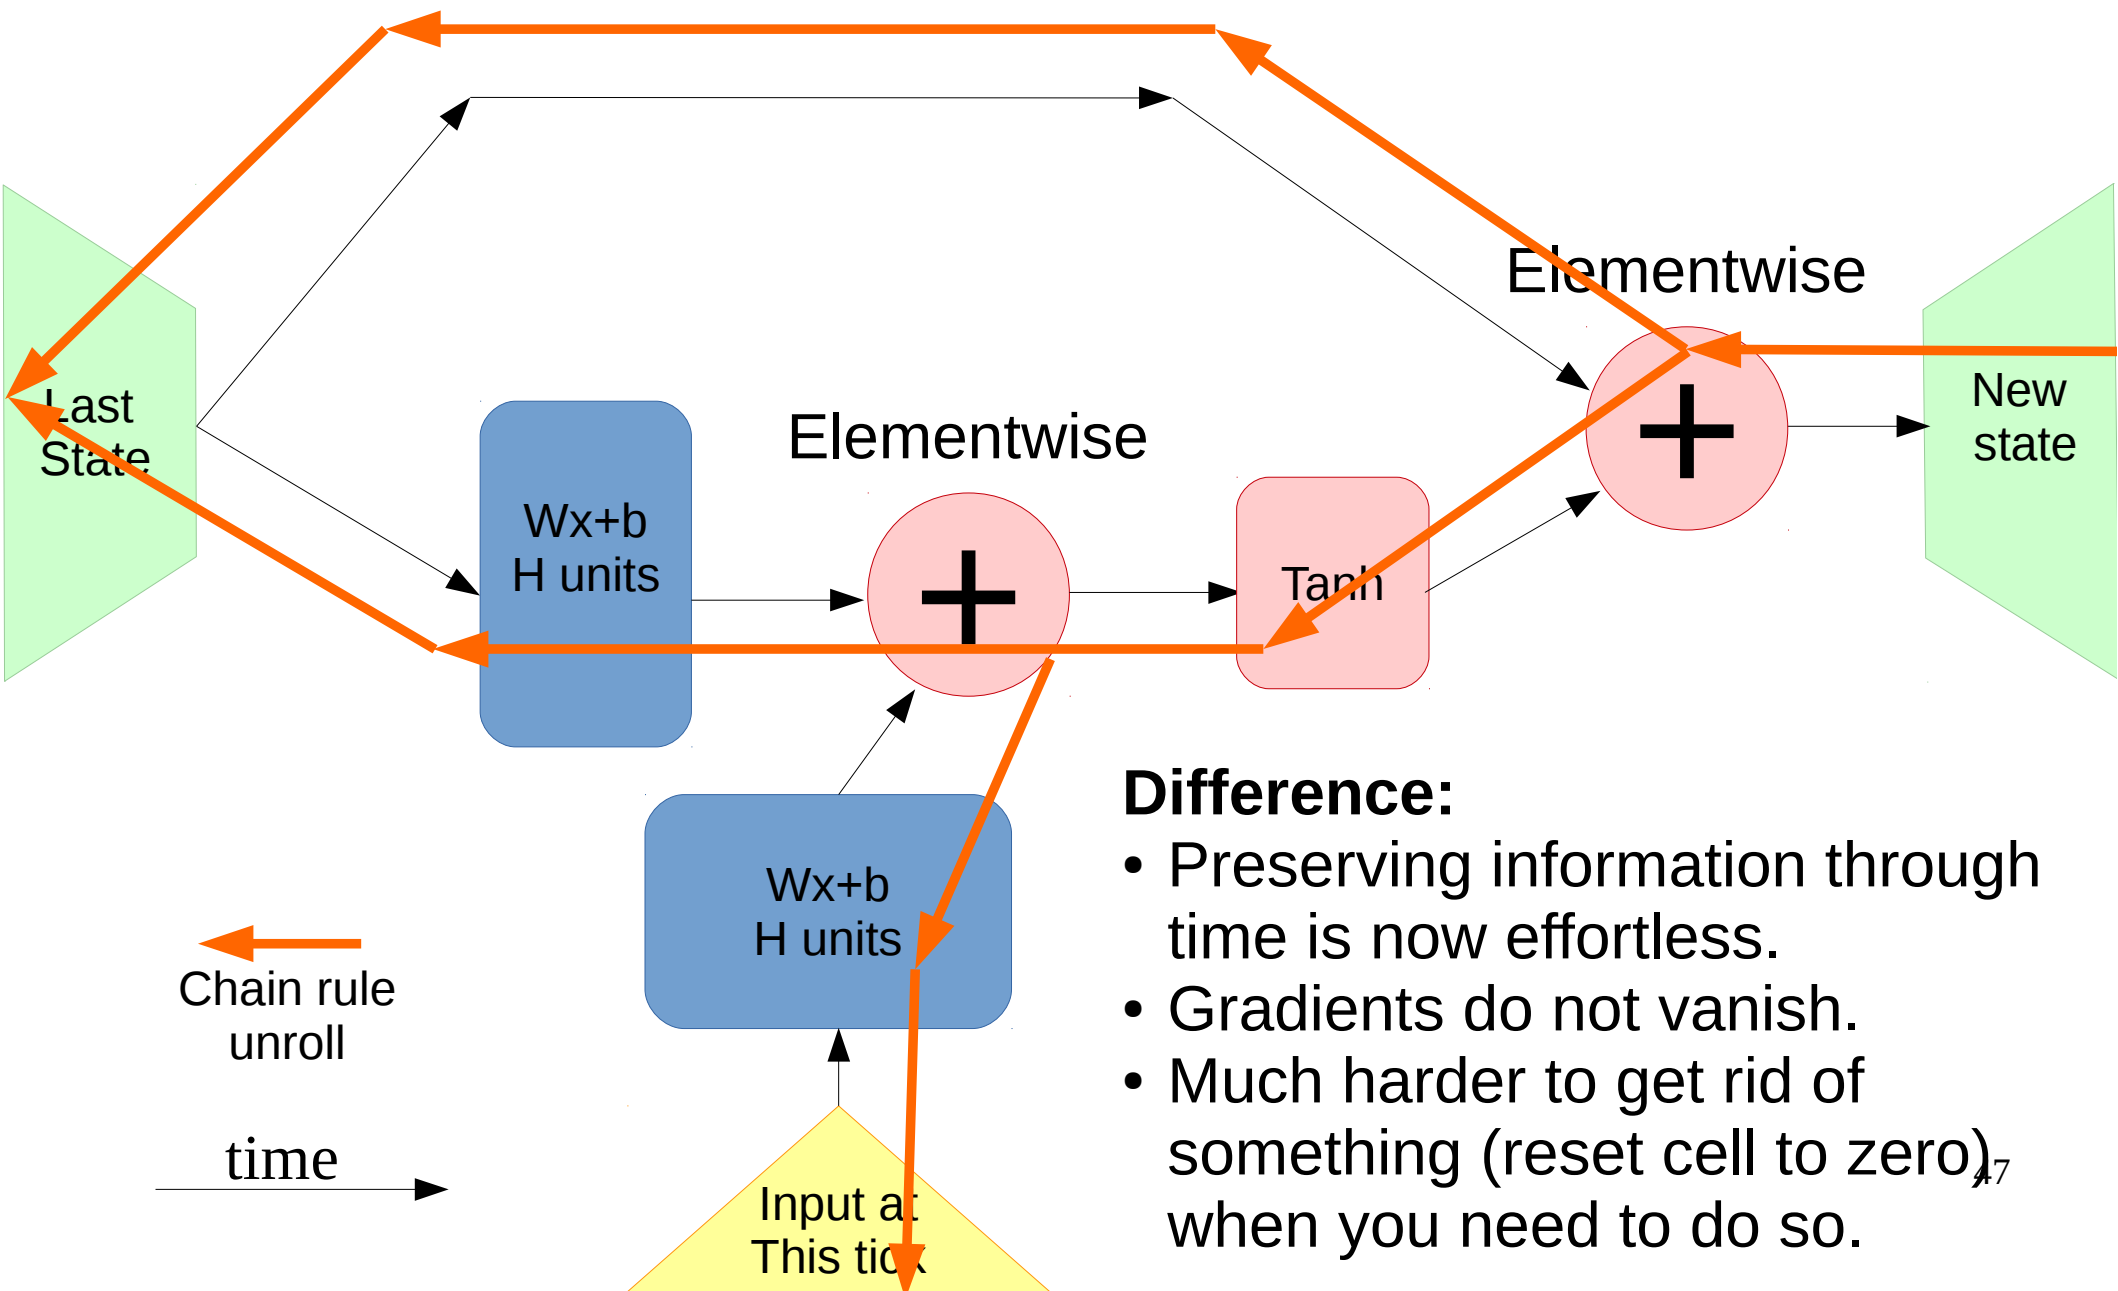 Elementwise
Last
State
New
state
Elementwise
Wx+b
H units
+
+
Tanh
Wx+b
H units
Chain rule
unroll
time
Input at
This tick
Difference:
• Preserving information through
time is now effortless.
• Gradients do not vanish.
• Much harder to get rid of
something (reset cell to zero)
when you need to do so.
47